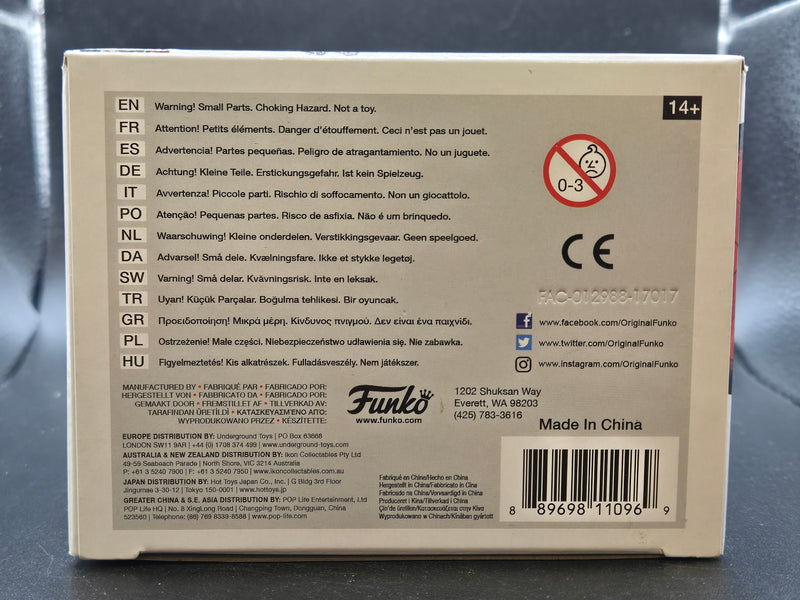 EN Warning! Small Parts. Choking Hazard. Not a toy.
FR Attention! Petits éléments. Danger d'étouffement. Ceci n'est pas un jouet.
ES Advertencia! Partes pequeñas. Peligro de atragantamiento. No un juguete.
DE Achtung! Kleine Teile. Erstickungsgefahr. Ist kein Spielzeug.
IT Avvertenza! Piccole parti. Rischio di soffocamento. Non un giocattolo.
PO Atenção! Pequenas partes. Risco de asfixia. Não é um brinquedo.
NL Waarschuwing! Kleine onderdelen. Verstikkingsgevaar. Geen speelgoed.
DA Advarsel! Små dele. Kvælningsfare. Ikke et stykke legetøj.
SW Varning! Små delar. Kvävningsrisk. Inte en leksak.
TR Uyarı! Küçük Parçalar. Boğulma tehlikesi. Bir oyuncak.
GR Προειδοποίηση! Μικρά μέρη. Κίνδυνος πνιγμού. Δεν είναι ένα παιχνίδι.
PL Ostrzeżenie! Małe części. Niebezpieczeństwo udławienia się. Nie zabawka.
HU Figyelmeztetés! Kis alkatrészek. Fulladásveszély. Nem játékszer.
14+
0-3
CE
FAC-012988-17017
www.facebook.com/OriginalFunko
www.twitter.com/OriginalFunko
www.instagram.com/OriginalFunko
MANUFACTURED BY • FABRIQUÉ PAR • FABRICADO POR:
HERGESTELLT VON • FABBRICATO DA • FABRICADO POR:
GEMAAKT DOOR • FREMSTILLET AF • TILLVERKAD AV:
TARAFINDAN ÜRETİLDİ • ΚΑΤΑΣΚΕΥΑΣΜΕΝΟ ΑΠΟ:
WYPRODUKOWANO PRZEZ • KÉSZÍTETTE:
Funko
www.funko.com
1202 Shuksan Way
Everett, WA 98203
(425) 783-3616
Made In China
EUROPE DISTRIBUTION BY: Underground Toys | PO Box 63666
LONDON SW11 9AR | +44 (0) 1708 374 489 | www.underground-toys.com
AUSTRALIA & NEW ZEALAND DISTRIBUTION BY: Ikon Collectables Pty Ltd
49-59 Seabeach Parade | North Shore, VIC 3214 Australia
P: +61 3 5240 7900 | F: +61 3 5240 7950 | www.ikoncollectables.com.au
JAPAN DISTRIBUTION BY: Hot Toys Japan Co., Inc. | G Bldg 3rd Floor
Jingumae 3-30-12 | Tokyo 150-0001 | www.hottoys.jp
GREATER CHINA & S.E. ASIA DISTRIBUTION BY: POP Life Entertainment, Ltd
POP Life HQ | No. 8 XingLong Road | Changping Town, Dongguan, China
523560 | Telephone: (86) 769 8339-8588 | www.pop-life.com
Fabriqué en China/Hecho en China
Hergestellt in China/Fabbricato in Cina
Fabricado na China/Vervaardigd in China
Producent i Kina/Tillverkad i China
Çin'de üretilen/Κατασκευάζεται στην Κίνα
Wyprodukowano w Chinach/Kínában gyártott
8 89698 11096 9